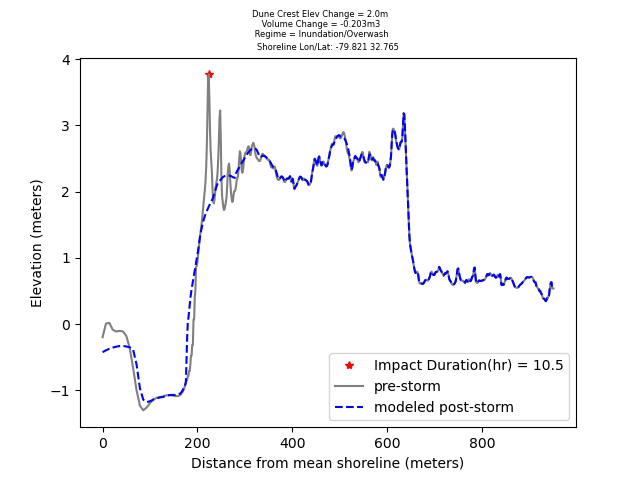 Dune Crest Elev Change = 2.0m
Volume Change = -0.203m3
Regime = Inundation/Overwash
Shoreline Lon/Lat: -79.821 32.765
4
3
2
1
0
−1
Elevation (meters)
Impact Duration(hr) = 10.5
pre-storm
modeled post-storm
0 200 400 600 800
Distance from mean shoreline (meters)